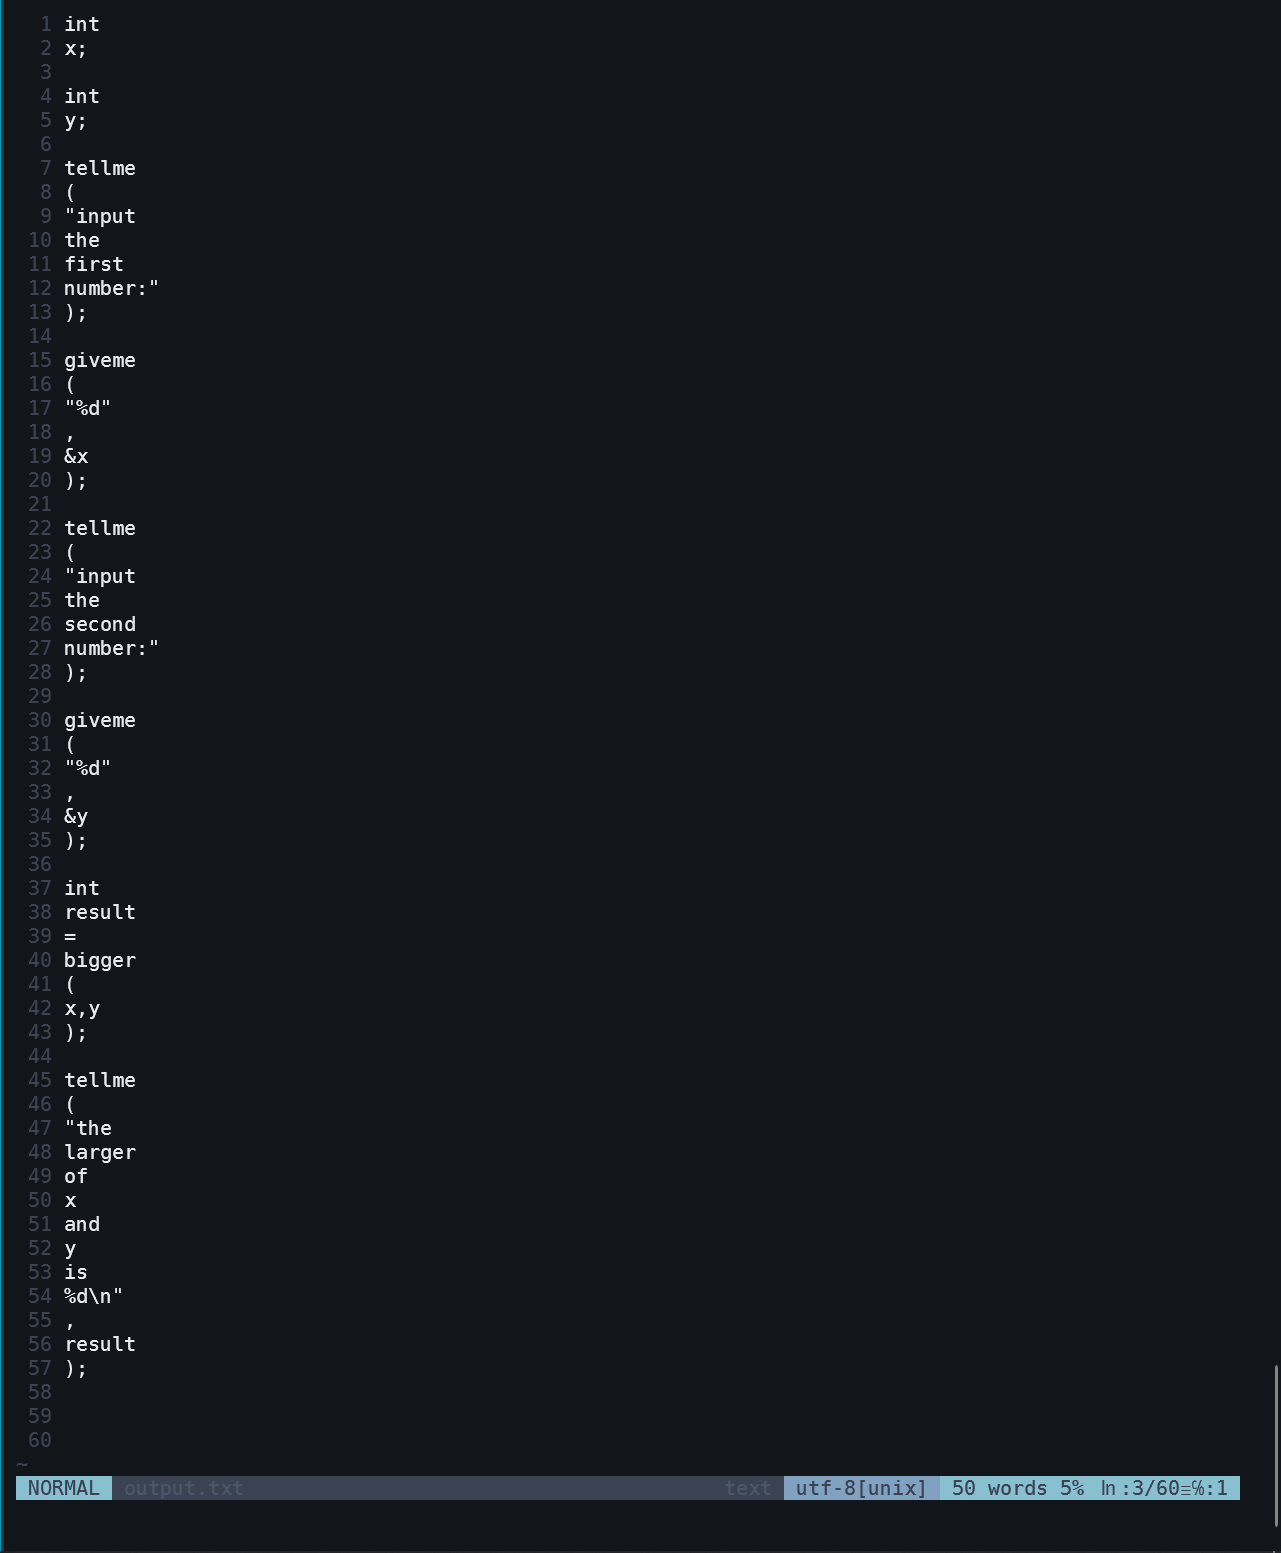 1 int
2 x;
3
4 int
5 y;
6
7 tellme
8 (
9 "input
10 the
11 first
12 number:"
13 );
14
15 giveme
16 (
17 "%d"
18 ,
19 &x
20 );
21
22 tellme
23 (
24 "input
25 the
26 second
27 number:"
28 );
29
30 giveme
31 (
32 "%d"
33 ,
34 &y
35 );
36
37 int
38 result
39 =
40 bigger
41 (
42 x,y
43 );
44
45 tellme
46 (
47 "the
48 larger
49 of
50 x
51 and
52 y
53 is
54 %d\n"
55 ,
56 result
57 );
58
59
60
~
NORMAL output.txt text utf-8[unix] 50 words 5% ln:3/60≡℅:1